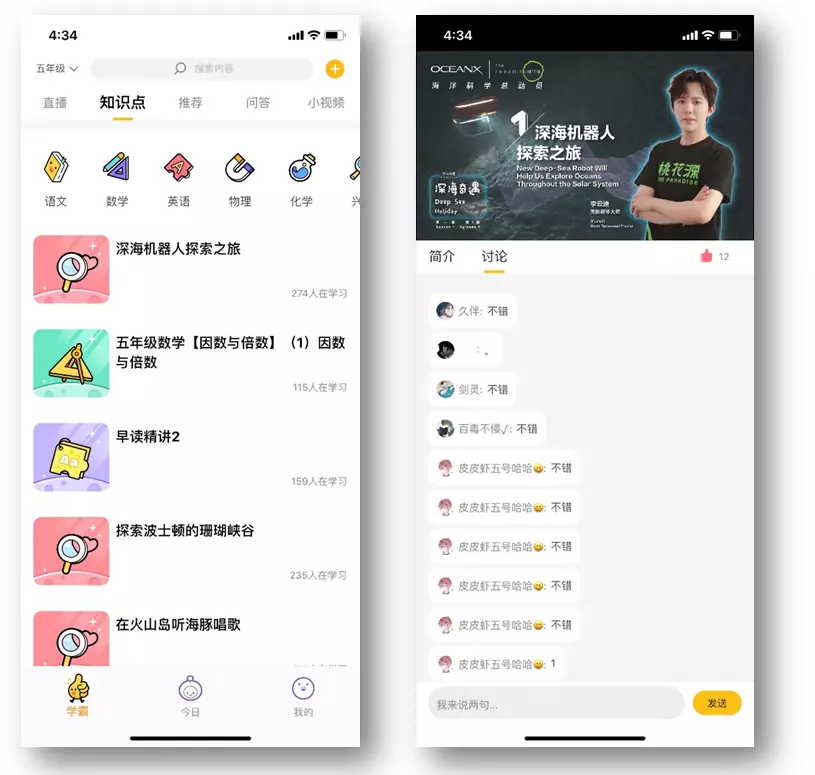 4:34
五年级
搜索内容
直播 知识点 推荐 问答 小视频
语文 数学 英语 物理 化学
深海机器人探索之旅
274人在学习
五年级数学【因数与倍数】（1）因数
与倍数
115人在学习
早读精讲2
159人在学习
探索波士顿的珊瑚峡谷
235人在学习
在火山岛听海豚唱歌
学霸 今日 我的
4:34
OCEANX
海洋科学总动员
1 深海机器人
探索之旅
New Deep-Sea Robot Will
Help Us Explore Oceans
Throughout the Solar System
深海奇遇
Deep Sea
Holiday
桃花源
THE PARADISE
李云迪
简介 讨论 12
久伴: 不错
: 。
剑灵: 不错
百毒不侵√: 不错
皮皮虾五号哈哈😄: 不错
皮皮虾五号哈哈😄: 不错
皮皮虾五号哈哈😄: 不错
皮皮虾五号哈哈😄: 不错
皮皮虾五号哈哈😄: 不错
皮皮虾五号哈哈😄: 1
我来说两句... 发送